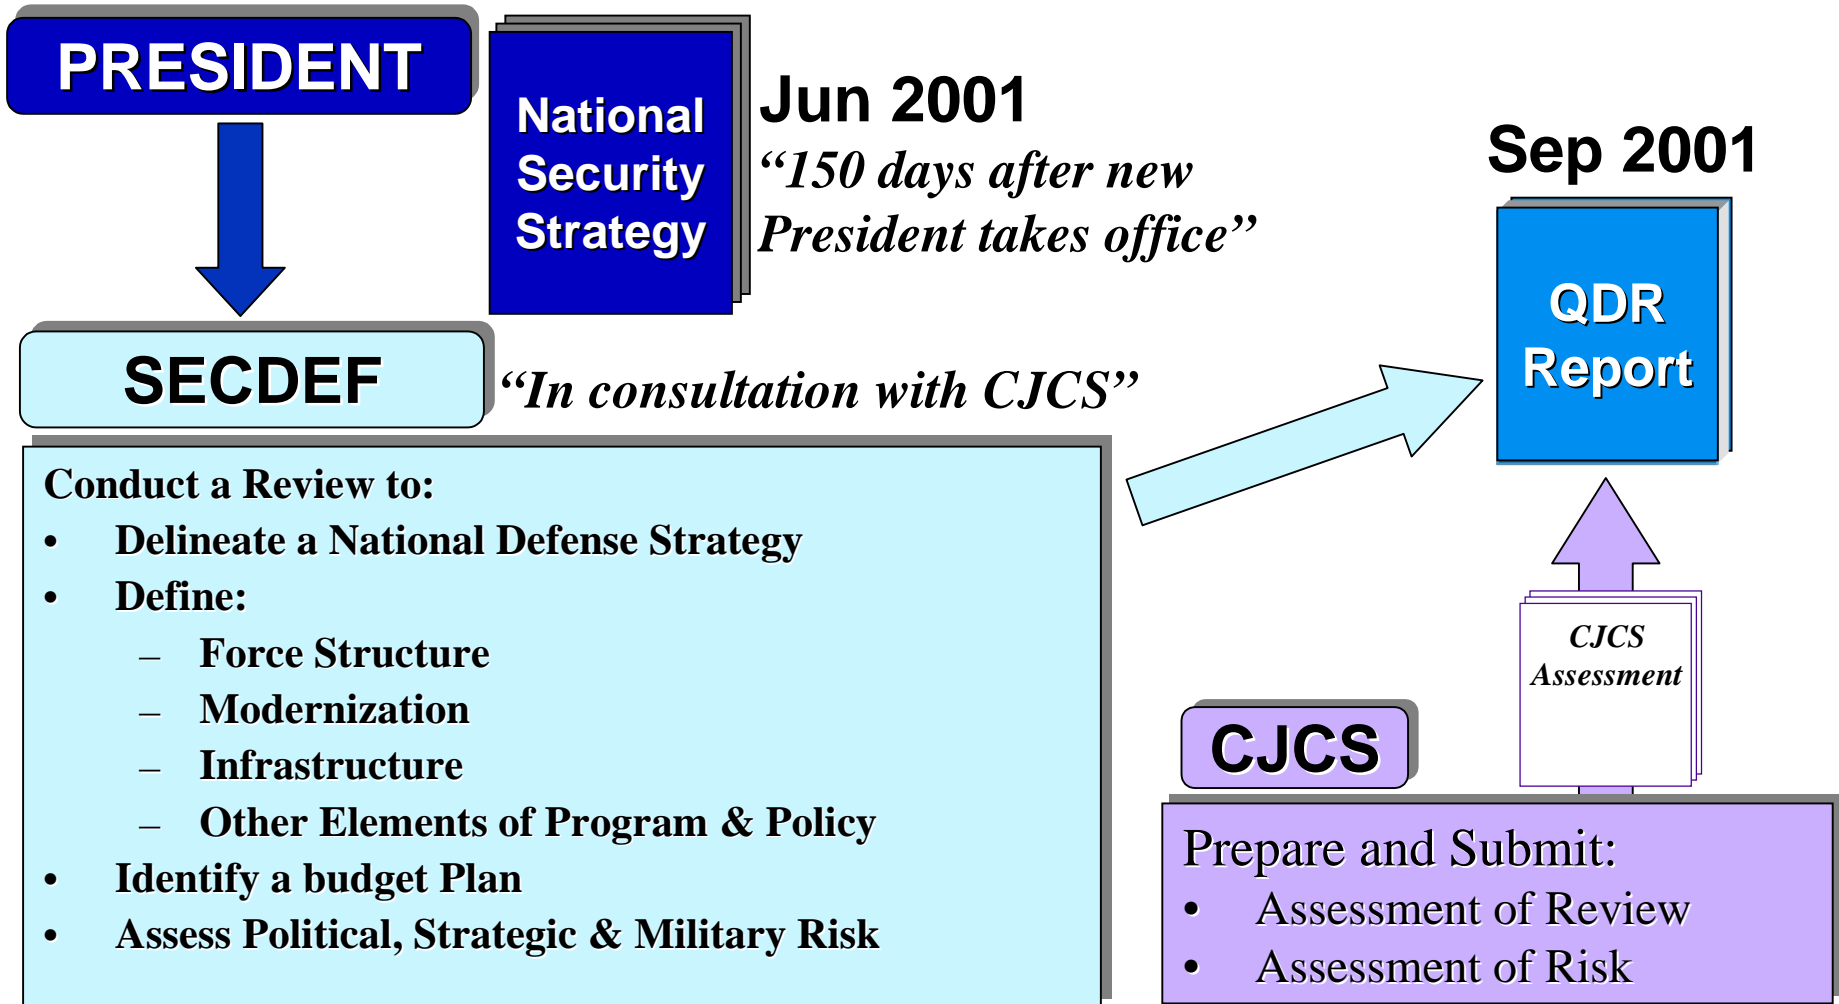 PRESIDENT
National
Security
Strategy
Jun 2001
“150 days after new
President takes office”
Sep 2001
QDR
Report
SECDEF
“In consultation with CJCS”
Conduct a Review to:
• Delineate a National Defense Strategy
• Define:
– Force Structure
– Modernization
– Infrastructure
– Other Elements of Program & Policy
• Identify a budget Plan
• Assess Political, Strategic & Military Risk
CJCS
Assessment
CJCS
Prepare and Submit:
• Assessment of Review
• Assessment of Risk